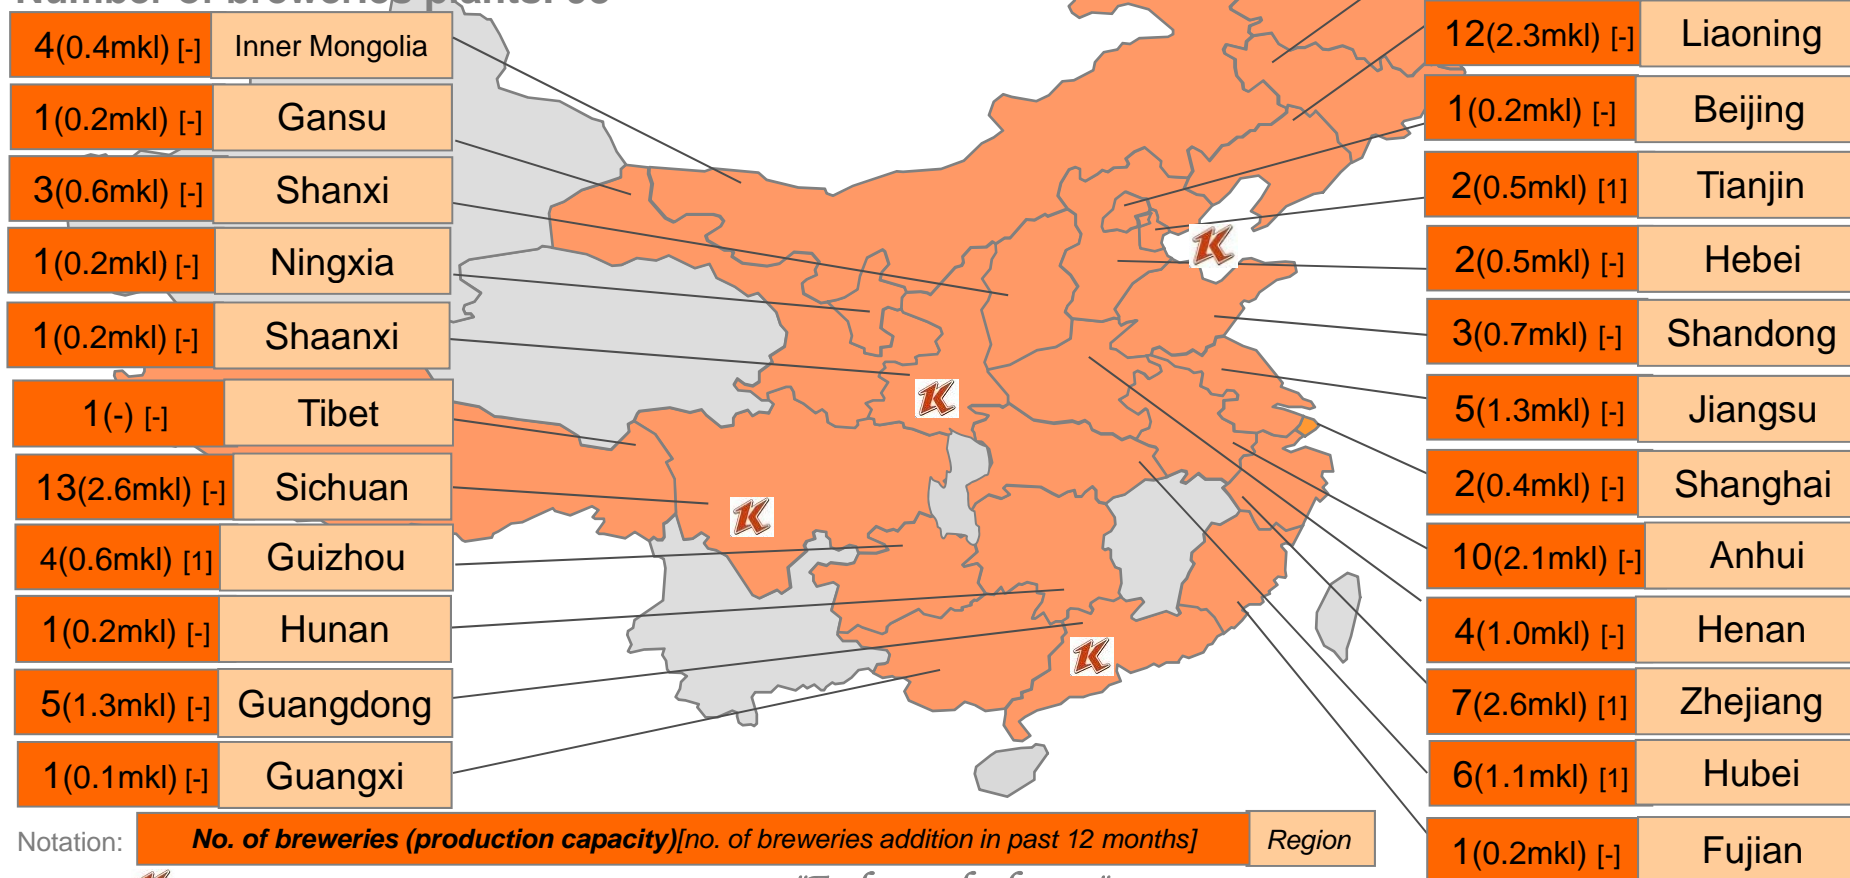 Number of breweries plants:
4(0.4mkl) [-] Inner Mongolia
1(0.2mkl) [-] Gansu
3(0.6mkl) [-] Shanxi
1(0.2mkl) [-] Ningxia
1(0.2mkl) [-] Shaanxi
1(-) [-] Tibet
13(2.6mkl) [-] Sichuan
4(0.6mkl) [1] Guizhou
1(0.2mkl) [-] Hunan
5(1.3mkl) [-] Guangdong
1(0.1mkl) [-] Guangxi
12(2.3mkl) [-] Liaoning
1(0.2mkl) [-] Beijing
2(0.5mkl) [1] Tianjin
2(0.5mkl) [-] Hebei
3(0.7mkl) [-] Shandong
5(1.3mkl) [-] Jiangsu
2(0.4mkl) [-] Shanghai
10(2.1mkl) [-] Anhui
4(1.0mkl) [-] Henan
7(2.6mkl) [1] Zhejiang
6(1.1mkl) [1] Hubei
1(0.2mkl) [-] Fujian
Notation: No. of breweries (production capacity)[no. of breweries addition in past 12 months] Region